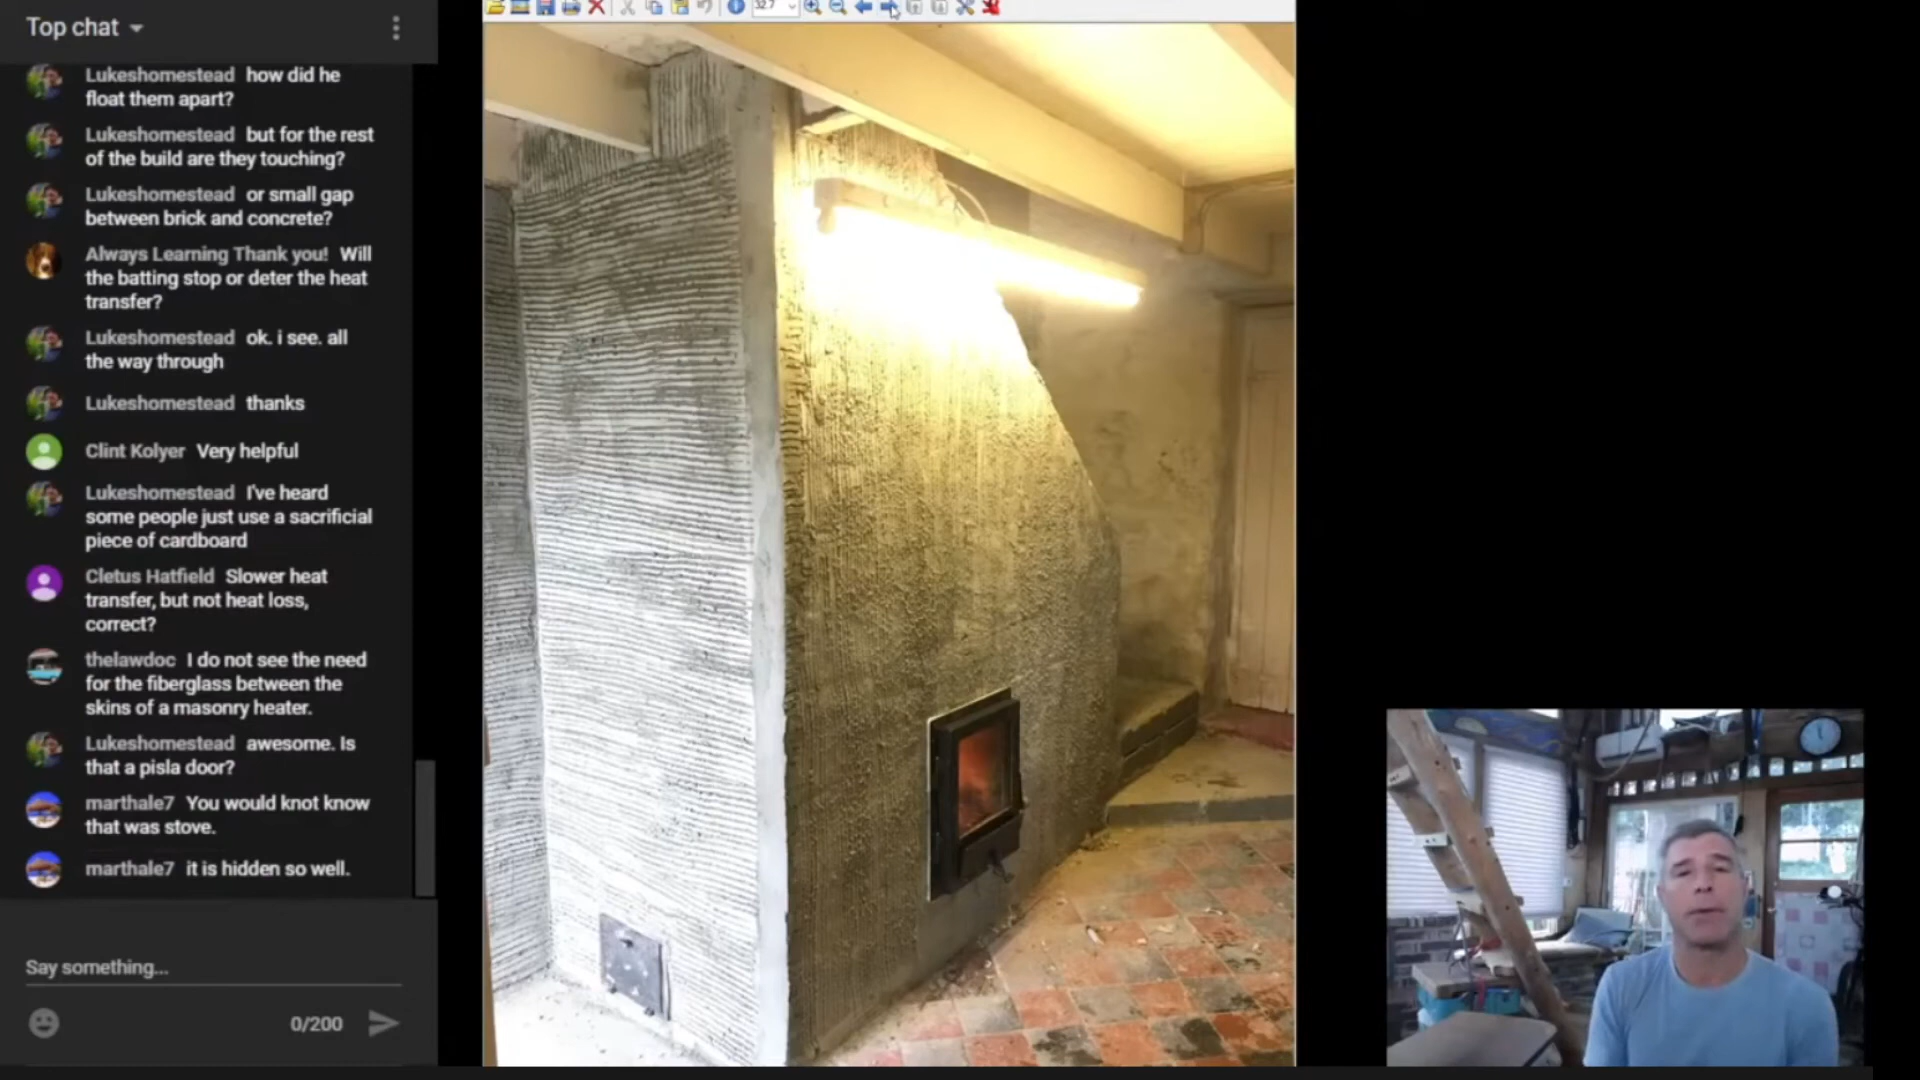 Top chat
32.7
Lukeshomestead how did he
float them apart?
Lukeshomestead but for the rest
of the build are they touching?
Lukeshomestead or small gap
between brick and concrete?
Always Learning Thank you! Will
the batting stop or deter the heat
transfer?
Lukeshomestead ok. i see. all
the way through
Lukeshomestead thanks
Clint Kolyer Very helpful
Lukeshomestead I've heard
some people just use a sacrificial
piece of cardboard
Cletus Hatfield Slower heat
transfer, but not heat loss,
correct?
thelawdoc I do not see the need
for the fiberglass between the
skins of a masonry heater.
Lukeshomestead awesome. Is
that a pisla door?
marthale7 You would knot know
that was stove.
marthale7 it is hidden so well.
Say something...
0/200